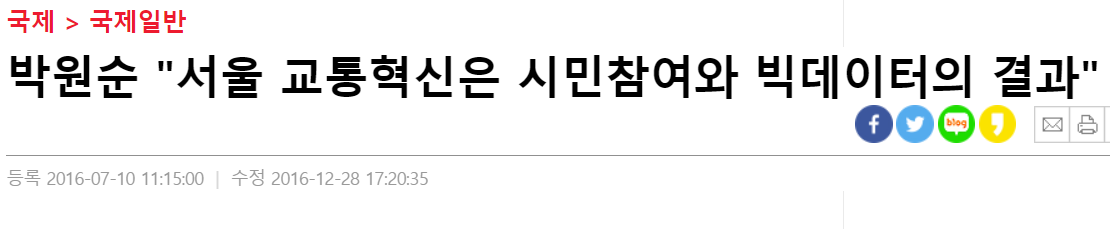 국제 > 국제일반
박원순 "서울 교통혁신은 시민참여와 빅데이터의 결과"
blog
등록 2016-07-10 11:15:00 | 수정 2016-12-28 17:20:35